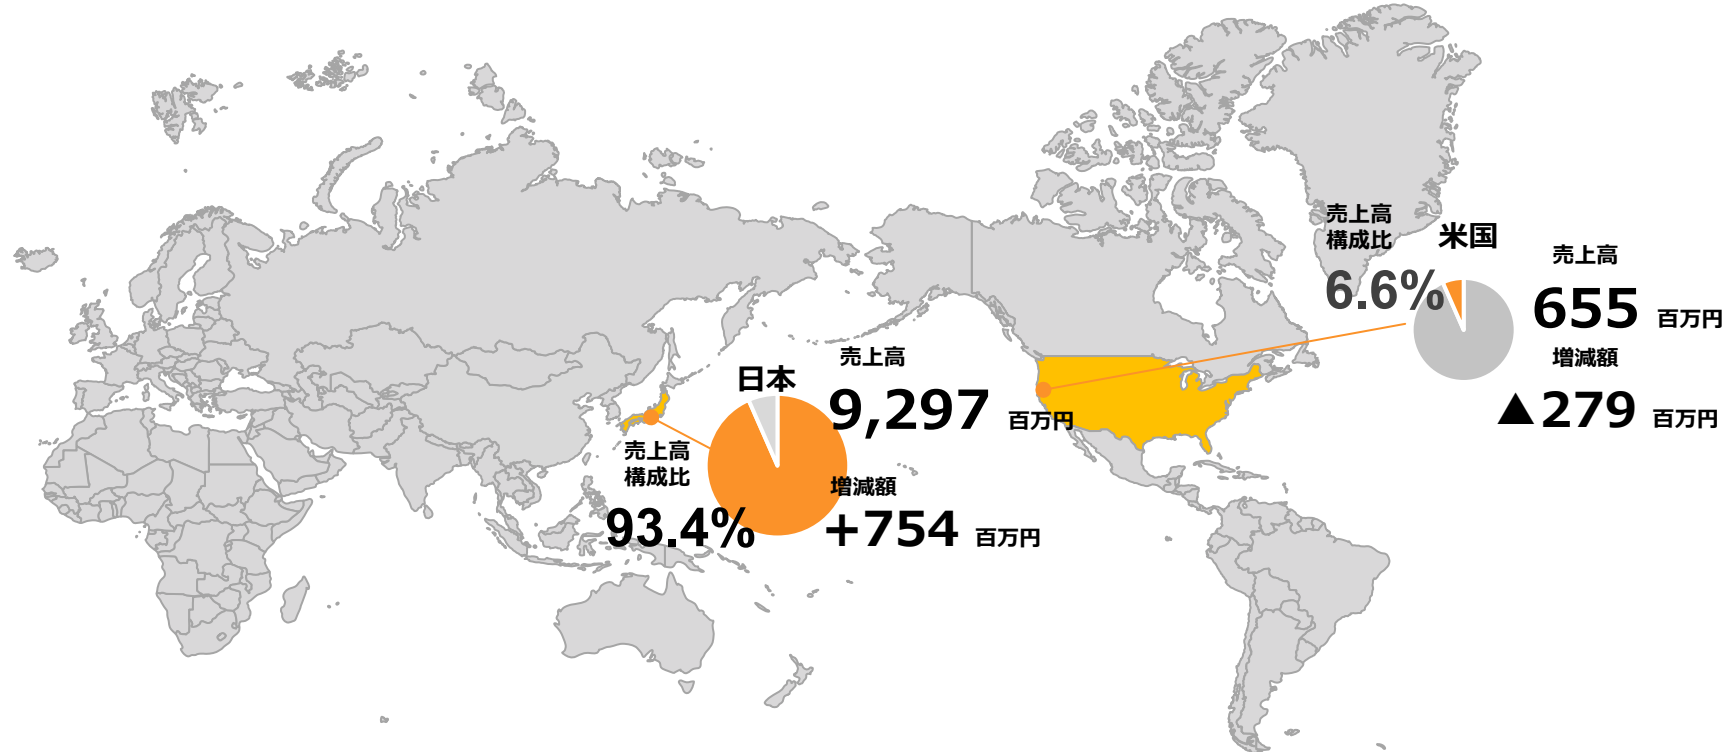 日本
売上高
9,297 百万円
売上高
構成比
93.4%
増減額
+754 百万円
売上高
構成比
6.6%
米国
売上高
655 百万円
増減額
▲279 百万円